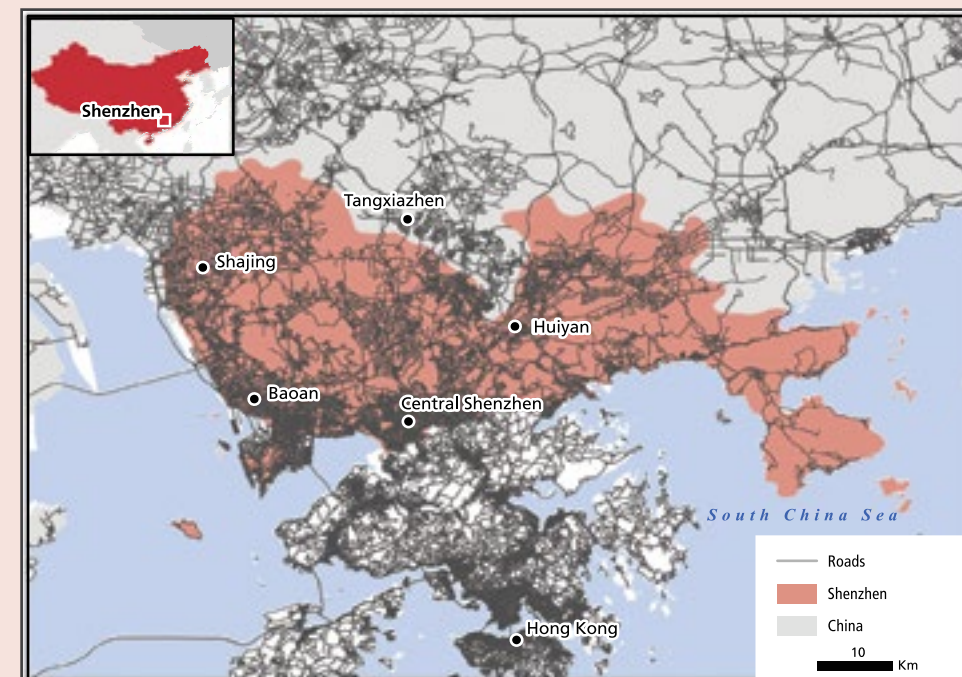 Shenzhen
Tangxiazhen
Shajing
Huiyan
Baoan
Central Shenzhen
South China Sea
Roads
Shenzhen
China
10
Km
Hong Kong